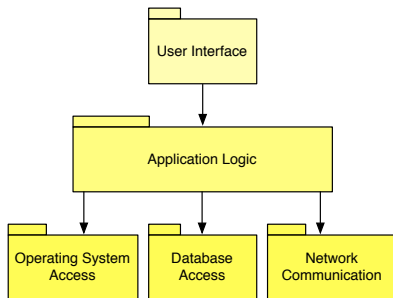 User Interface
Application Logic
Operating System
Access
Database
Access
Network
Communication